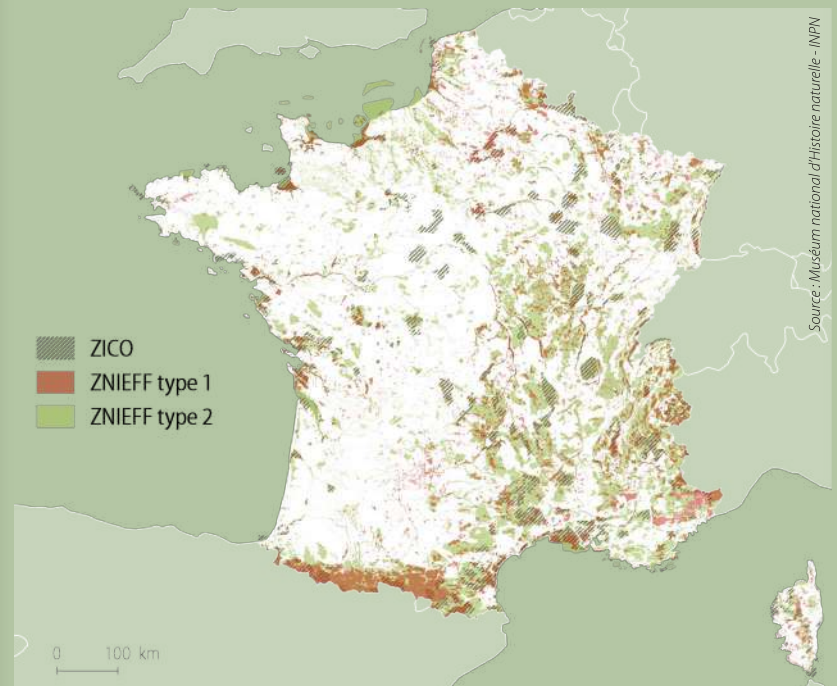 Source : Muséum national d'Histoire naturelle - INPN
ZICO
ZNIEFF type 1
ZNIEFF type 2
0 100 km